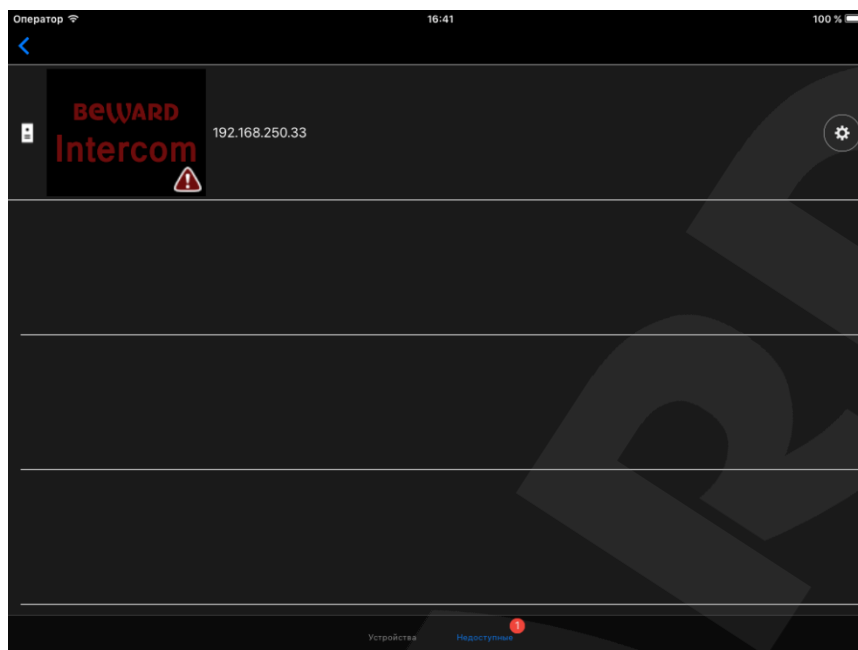 Оператор
16:41
100 %
BEWARD
Intercom
192.168.250.33
Устройства
Недоступные
1